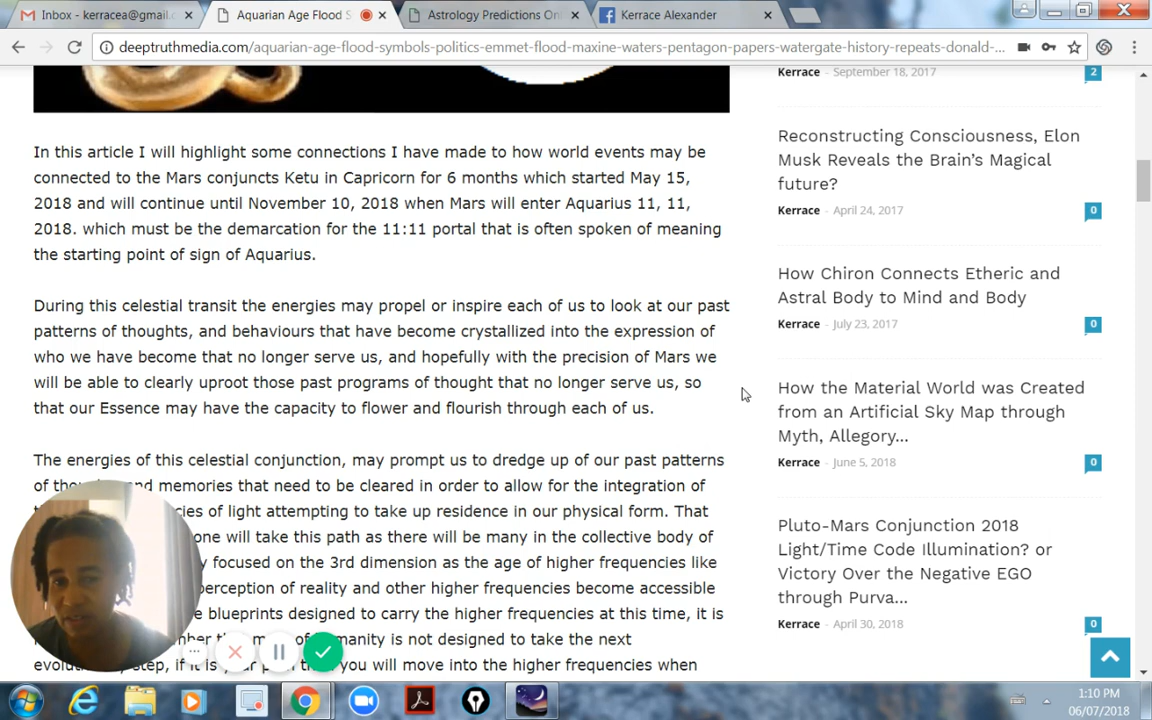 Inbox - kerracea@gmail.c
Aquarian Age Flood S
Astrology Predictions On
Kerrace Alexander
deeptruthmedia.com/aquarian-age-flood-symbols-politics-emmet-flood-maxine-waters-pentagon-papers-watergate-history-repeats-donald-...
In this article I will highlight some connections I have made to how world events may be
connected to the Mars conjuncts Ketu in Capricorn for 6 months which started May 15,
2018 and will continue until November 10, 2018 when Mars will enter Aquarius 11, 11,
2018. which must be the demarcation for the 11:11 portal that is often spoken of meaning
the starting point of sign of Aquarius.
During this celestial transit the energies may propel or inspire each of us to look at our past
patterns of thoughts, and behaviours that have become crystallized into the expression of
who we have become that no longer serve us, and hopefully with the precision of Mars we
will be able to clearly uproot those past programs of thought that no longer serve us, so
that our Essence may have the capacity to flower and flourish through each of us.
The energies of this celestial conjunction, may prompt us to dredge up of our past patterns
of and memories that need to be cleared in order to allow for the integration of
cies of light attempting to take up residence in our physical form. That
one will take this path as there will be many in the collective body of
y focused on the 3rd dimension as the age of higher frequencies like
perception of reality and other higher frequencies become accessible
e blueprints designed to carry the higher frequencies at this time, it is
of humanity is not designed to take the next
step, if it is your you will move into the higher frequencies when
Kerrace - September 18, 2017
2
Reconstructing Consciousness, Elon
Musk Reveals the Brain's Magical
future?
Kerrace - April 24, 2017
0
How Chiron Connects Etheric and
Astral Body to Mind and Body
Kerrace - July 23, 2017
0
How the Material World was Created
from an Artificial Sky Map through
Myth, Allegory...
Kerrace - June 5, 2018
0
Pluto-Mars Conjunction 2018
Light/Time Code Illumination? or
Victory Over the Negative EGO
through Purva...
Kerrace - April 30, 2018
0
1:10 PM
06/07/2018